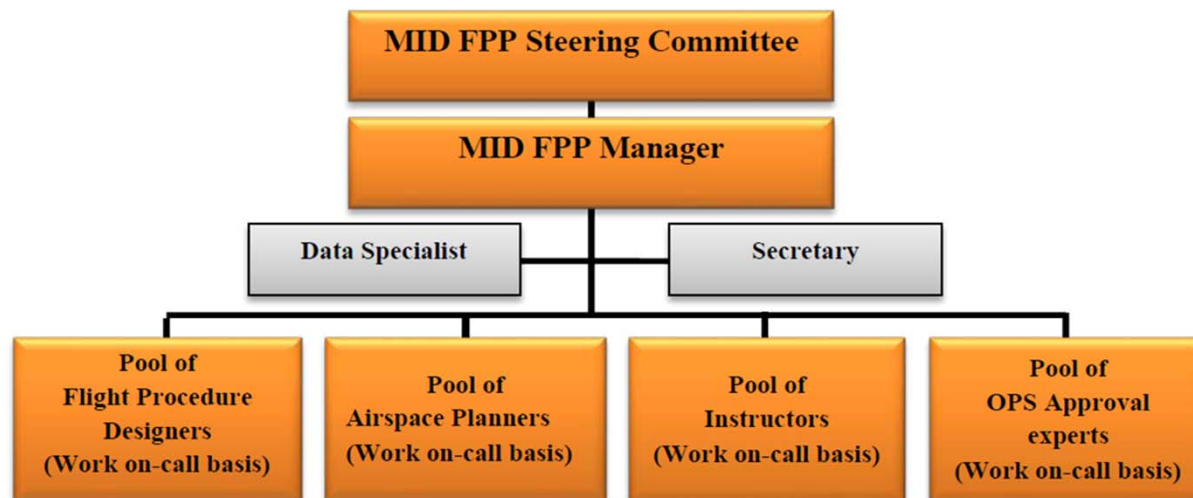 MID FPP Steering Committee
MID FPP Manager
Data Specialist
Secretary
Pool of
Flight Procedure
Designers
(Work on-call basis)
Pool of
Airspace Planners
(Work on-call basis)
Pool of
Instructors
(Work on-call basis)
Pool of
OPS Approval
experts
(Work on-call basis)